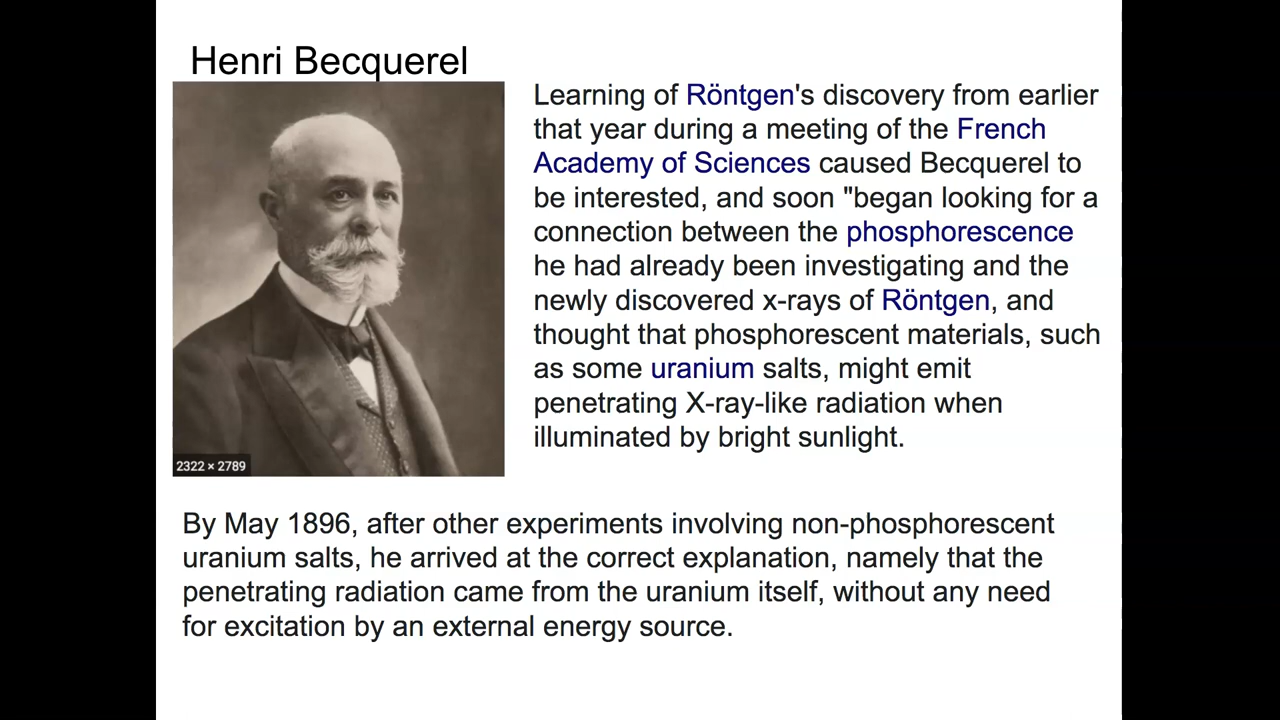 Henri Becquerel
Learning of Röntgen's discovery from earlier
that year during a meeting of the French
Academy of Sciences caused Becquerel to
be interested, and soon "began looking for a
connection between the phosphorescence
he had already been investigating and the
newly discovered x-rays of Röntgen, and
thought that phosphorescent materials, such
as some uranium salts, might emit
penetrating X-ray-like radiation when
illuminated by bright sunlight.
2322 × 2789
By May 1896, after other experiments involving non-phosphorescent
uranium salts, he arrived at the correct explanation, namely that the
penetrating radiation came from the uranium itself, without any need
for excitation by an external energy source.